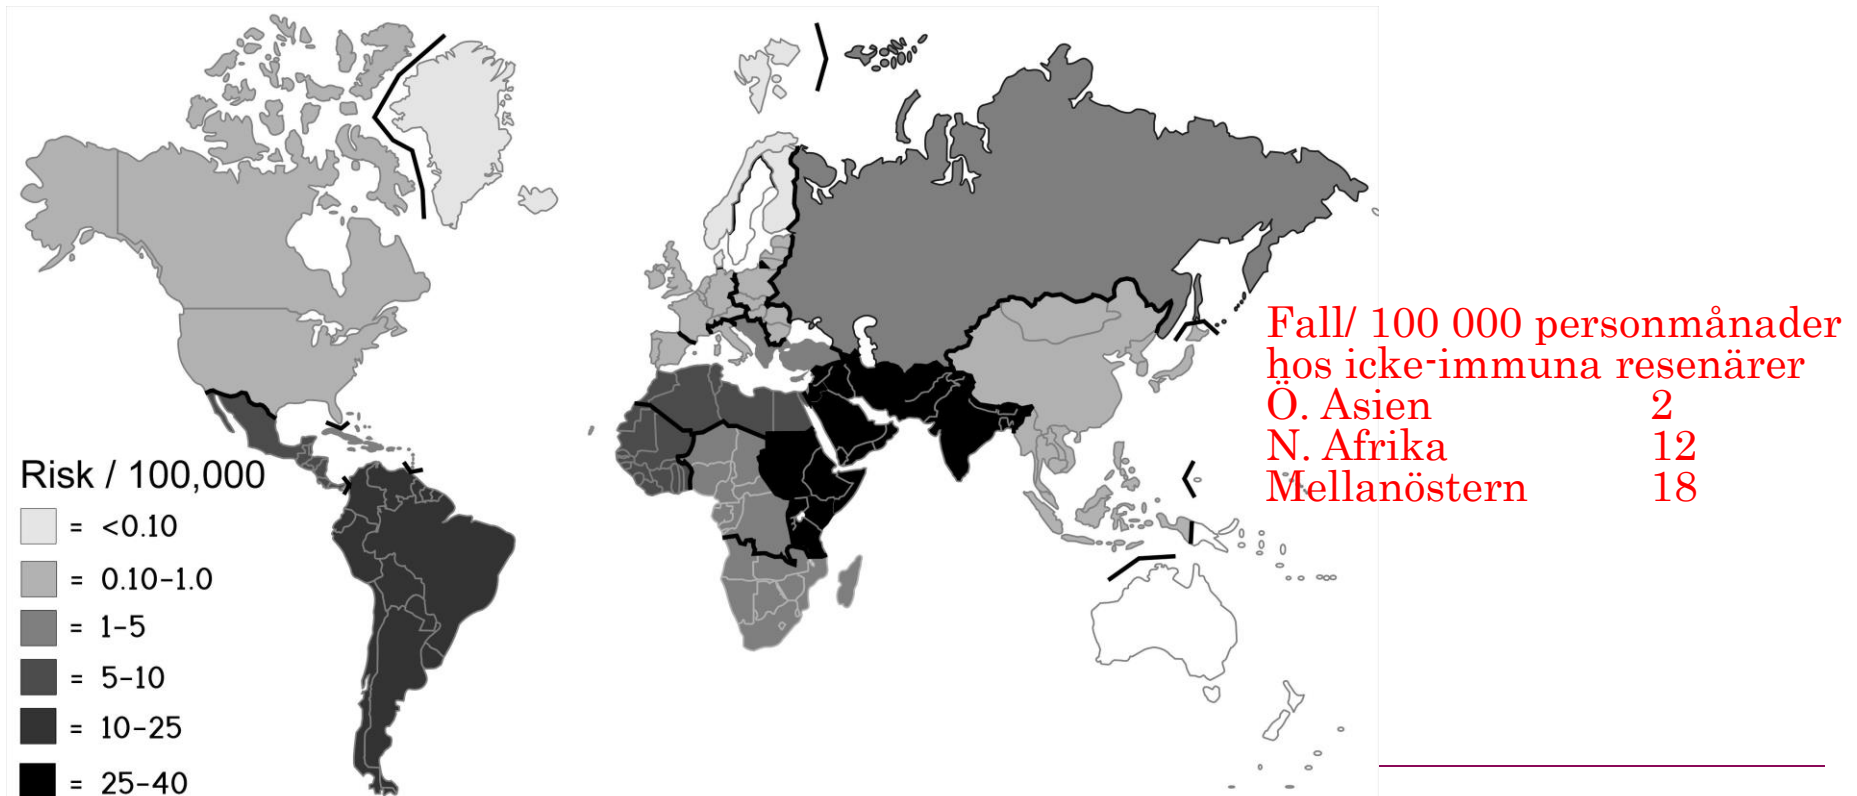 Risk / 100,000
= <0.10
= 0.10-1.0
= 1-5
= 5-10
= 10-25
= 25-40
Fall/ 100 000 personmånader
hos icke-immuna resenärer
Ö. Asien 2
N. Afrika 12
Mellanöstern 18